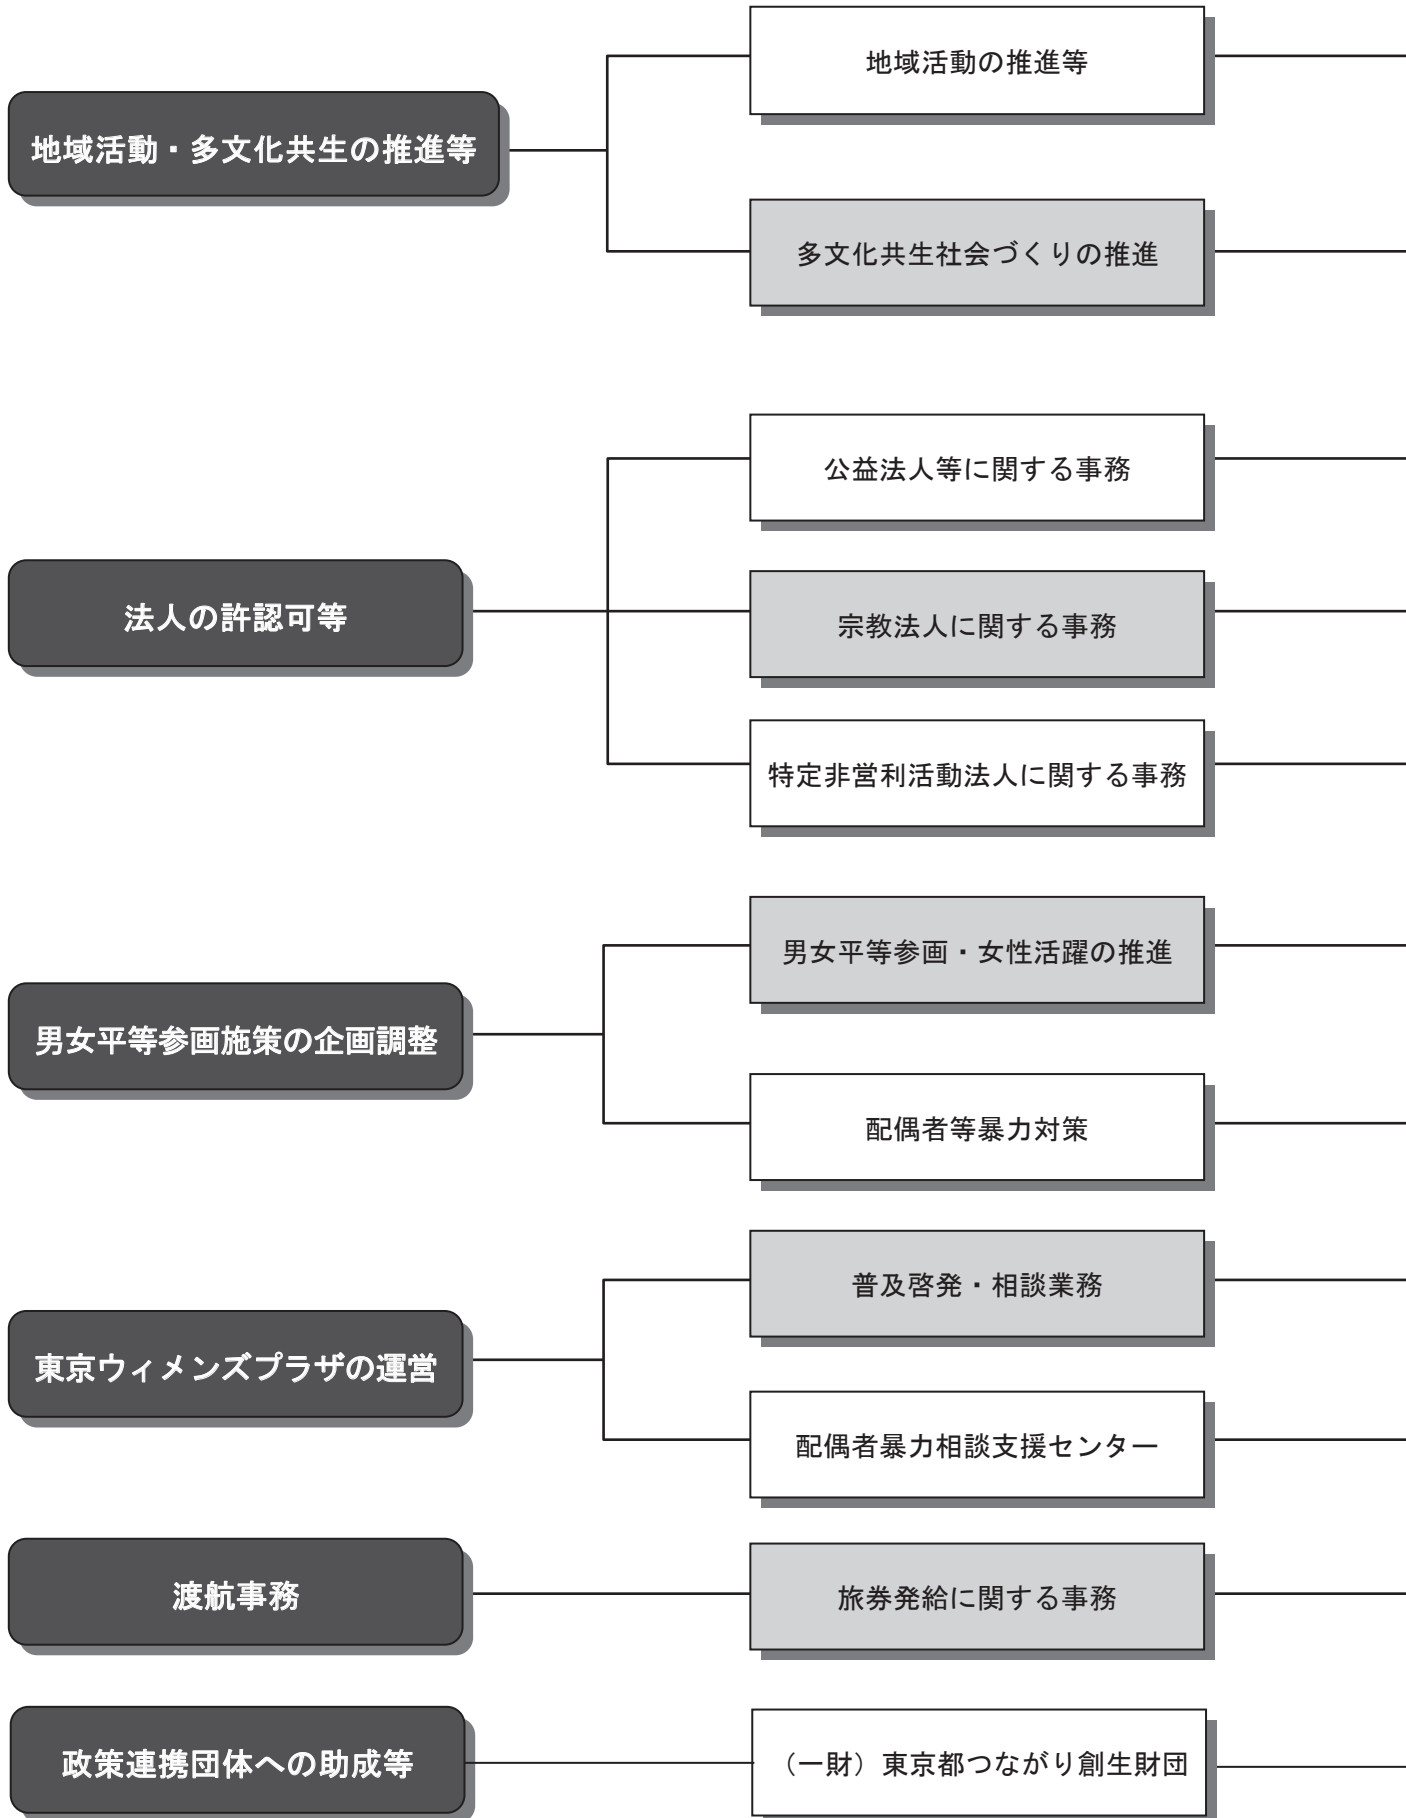 地域活動・多文化共生の推進等
地域活動の推進等
多文化共生社会づくりの推進
法人の許認可等
公益法人等に関する事務
宗教法人に関する事務
特定非営利活動法人に関する事務
男女平等参画施策の企画調整
男女平等参画・女性活躍の推進
配偶者等暴力対策
東京ウィメンズプラザの運営
普及啓発・相談業務
配偶者暴力相談支援センター
渡航事務
旅券発給に関する事務
政策連携団体への助成等
（一財）東京都つながり創生財団